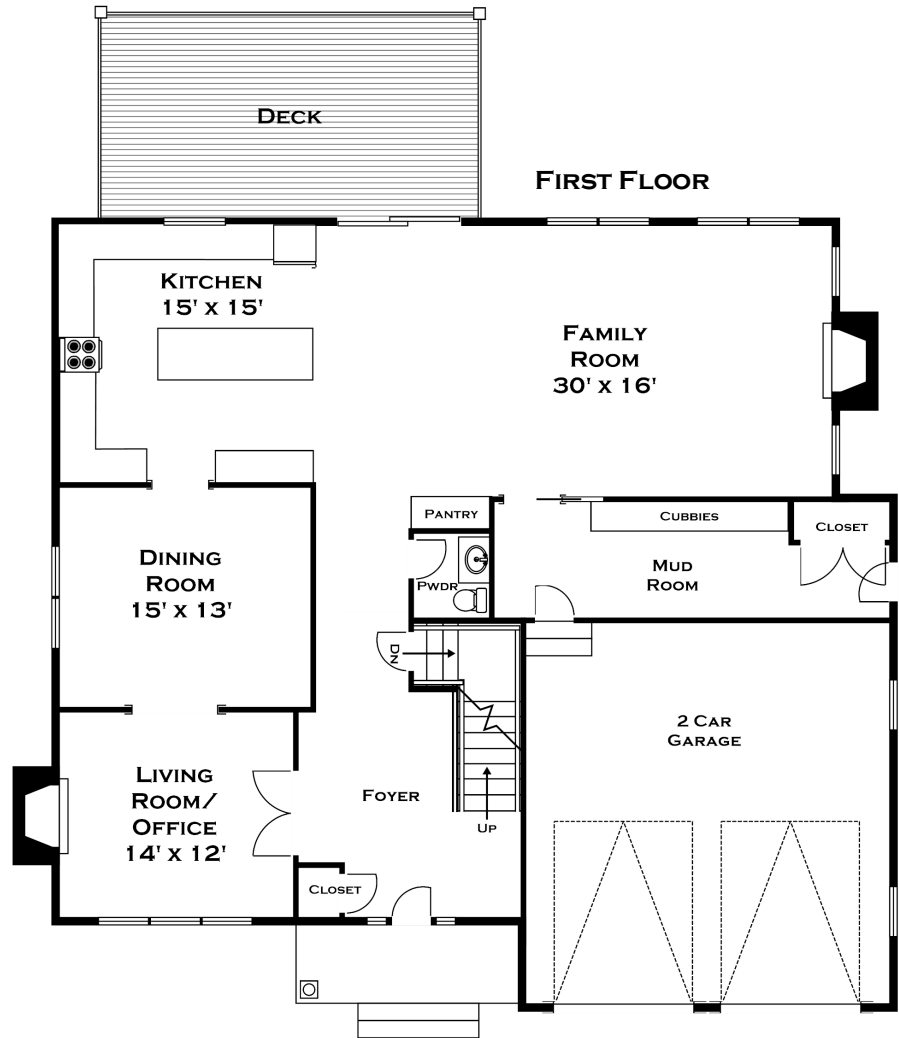 DECK
FIRST FLOOR
KITCHEN
15' X 15'
FAMILY
ROOM
30' X 16'
PANTRY
CUBBIES
CLOSET
DINING
ROOM
15' X 13'
PWDR
MUD
ROOM
DN
2 CAR
GARAGE
LIVING
ROOM/
OFFICE
14' X 12'
FOYER
UP
CLOSET